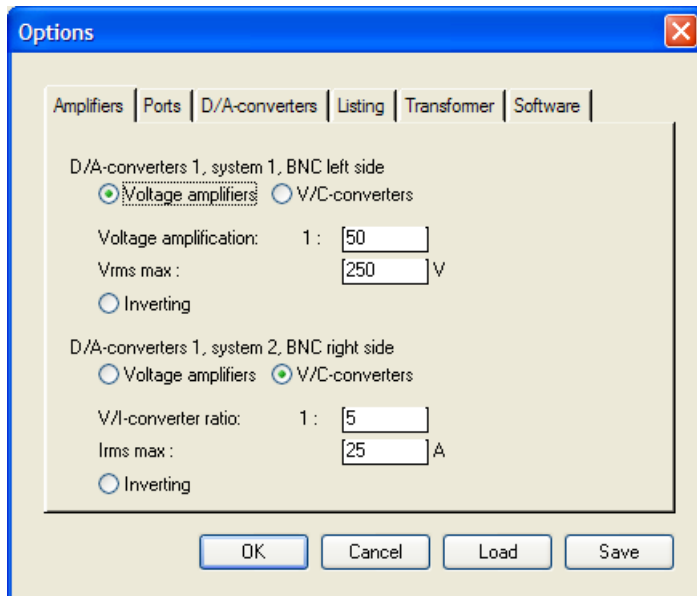 Options
Amplifiers Ports D/A-converters Listing Transformer Software
D/A-converters 1, system 1, BNC left side
Voltage amplifiers V/C-converters
Voltage amplification: 1 : 50
Vrms max : 250 V
Inverting
D/A-converters 1, system 2, BNC right side
Voltage amplifiers V/C-converters
V/I-converter ratio: 1 : 5
Irms max : 25 A
Inverting
OK Cancel Load Save